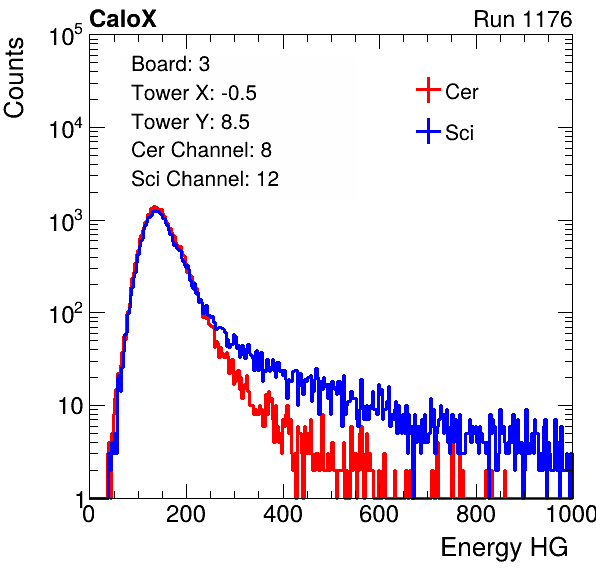 CaloX Run 1176
Counts
10^5
10^4
10^3
10^2
10
1
Board: 3
Tower X: -0.5
Tower Y: 8.5
Cer Channel: 8
Sci Channel: 12
Cer
Sci
0 200 400 600 800 1000
Energy HG